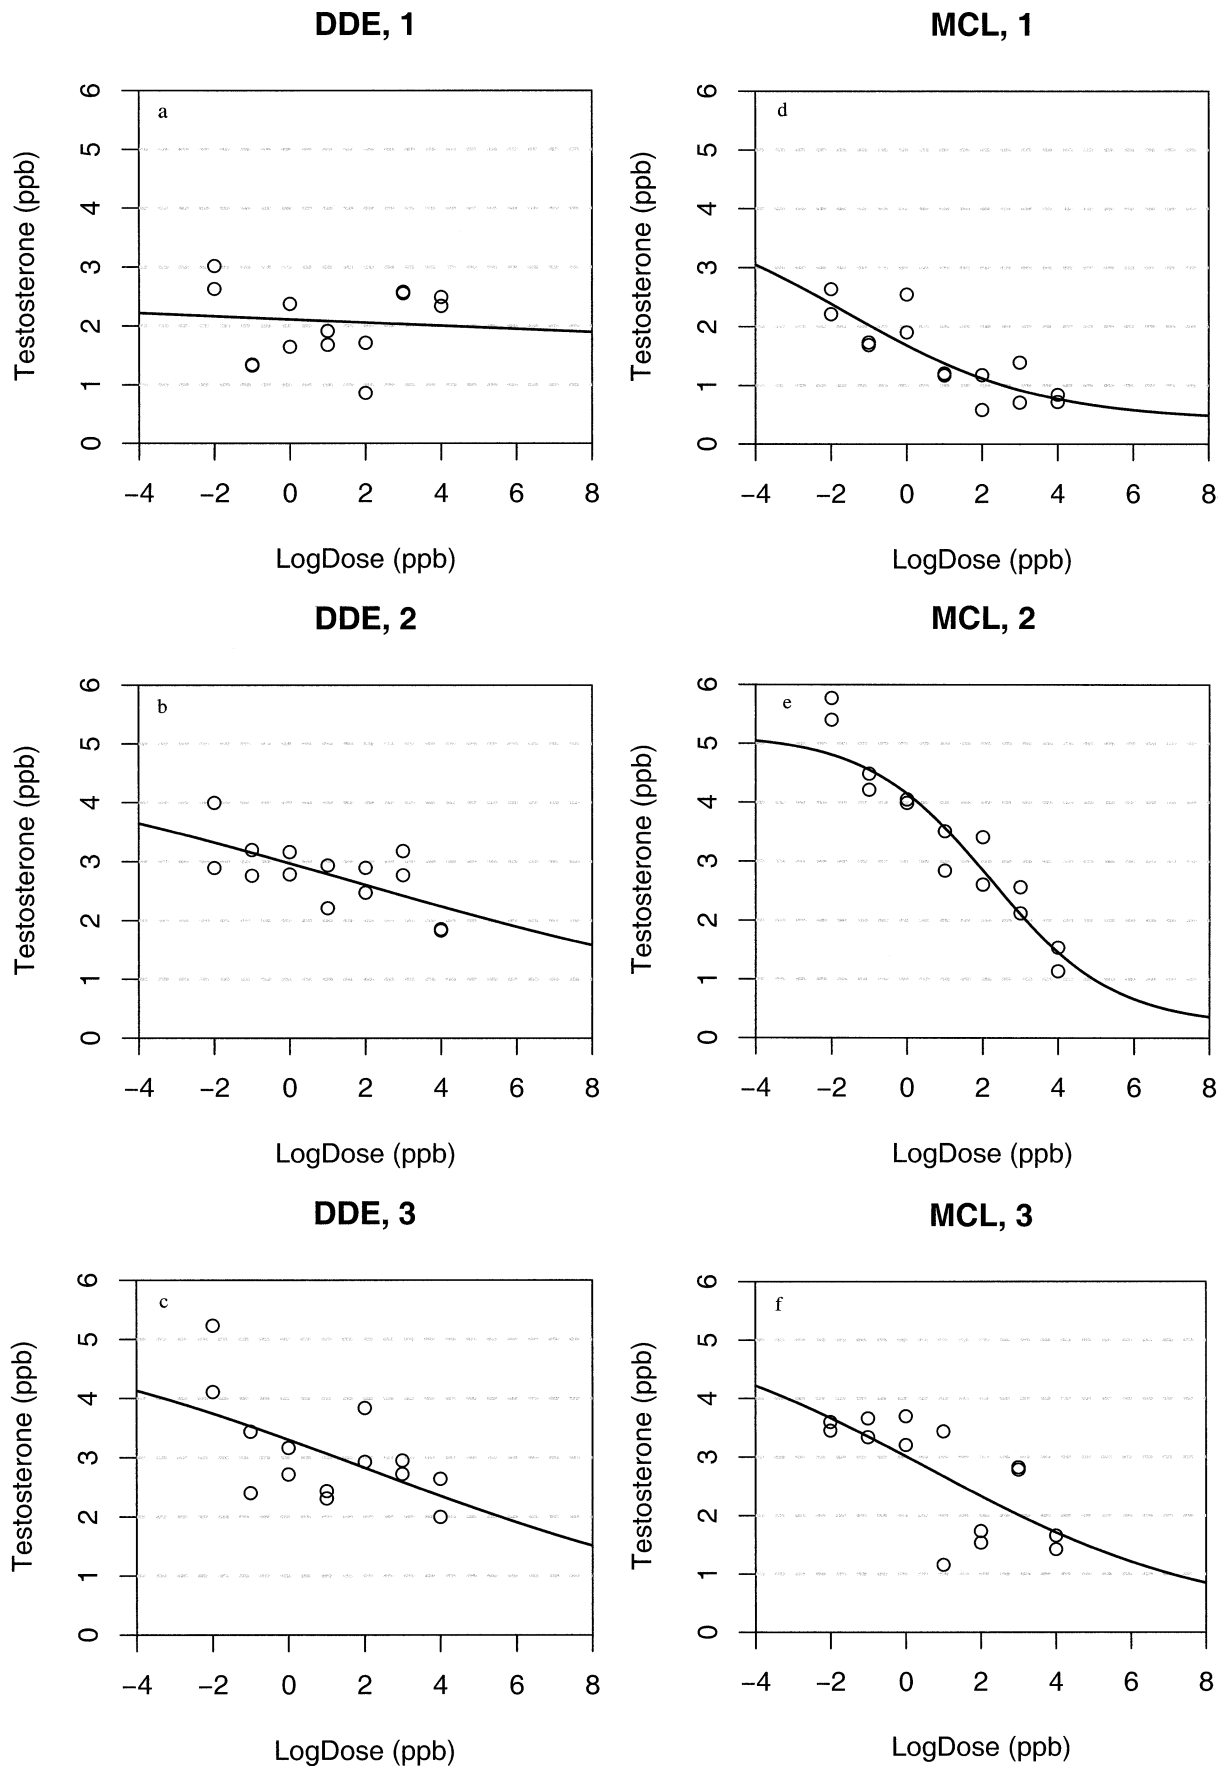 DDE, 1
a
Testosterone (ppb)
6
5
4
3
2
1
0
−4 −2 0 2 4 6 8
LogDose (ppb)
MCL, 1
d
Testosterone (ppb)
6
5
4
3
2
1
0
−4 −2 0 2 4 6 8
LogDose (ppb)
DDE, 2
b
Testosterone (ppb)
6
5
4
3
2
1
0
−4 −2 0 2 4 6 8
LogDose (ppb)
MCL, 2
e
Testosterone (ppb)
6
5
4
3
2
1
0
−4 −2 0 2 4 6 8
LogDose (ppb)
DDE, 3
c
Testosterone (ppb)
6
5
4
3
2
1
0
−4 −2 0 2 4 6 8
LogDose (ppb)
MCL, 3
f
Testosterone (ppb)
6
5
4
3
2
1
0
−4 −2 0 2 4 6 8
LogDose (ppb)